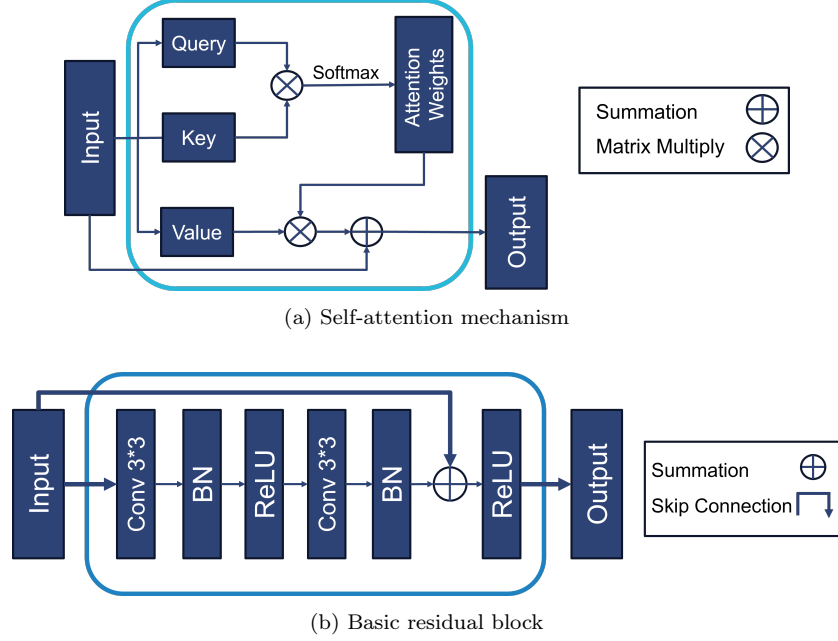 Query
Softmax
Attention
Weights
Input
Key
Value
Output
Summation
Matrix Multiply
(a) Self-attention mechanism
Input
Conv 3*3
BN
ReLU
Conv 3*3
BN
ReLU
Output
Summation
Skip Connection
(b) Basic residual block